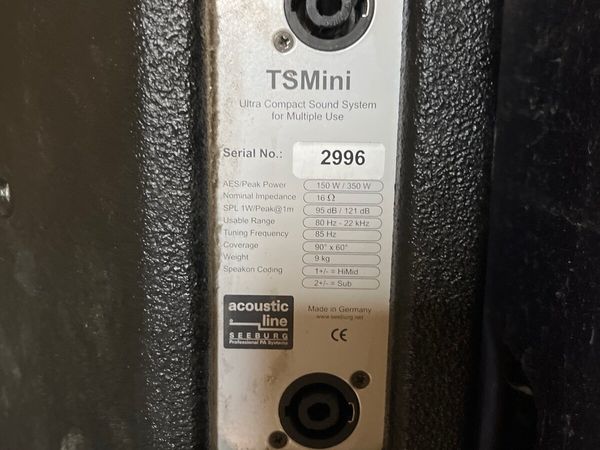 TSMini
Ultra Compact Sound System
for Multiple Use
Serial No.: 2996
AES/Peak Power 150 W / 350 W
Nominal Impedance 16 Ω
SPL 1W/Peak@1m 95 dB / 121 dB
Usable Range 80 Hz - 22 kHz
Tuning Frequency 85 Hz
Coverage 90° x 60°
Weight 9 kg
Speakon Coding 1+/- = HiMid
2+/- = Sub
acoustic
line
SEEBURG
Professional PA Systems
Made in Germany
www.seeburg.net
CE